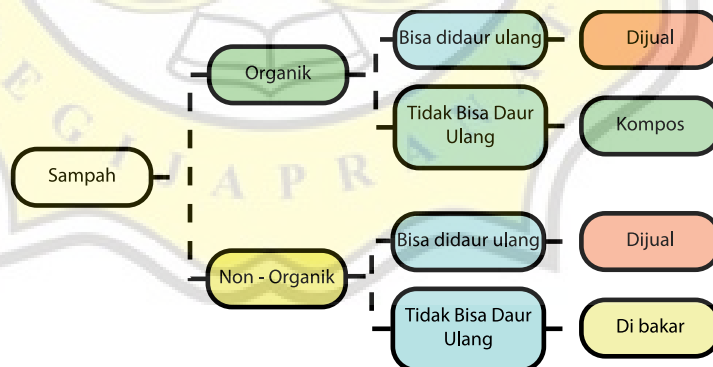 Bisa didaur ulang
Dijual
Organik
Tidak Bisa Daur
Ulang
Kompos
Sampah
Bisa didaur ulang
Dijual
Non - Organik
Tidak Bisa Daur
Ulang
Di bakar
E G I J A P R A N A T